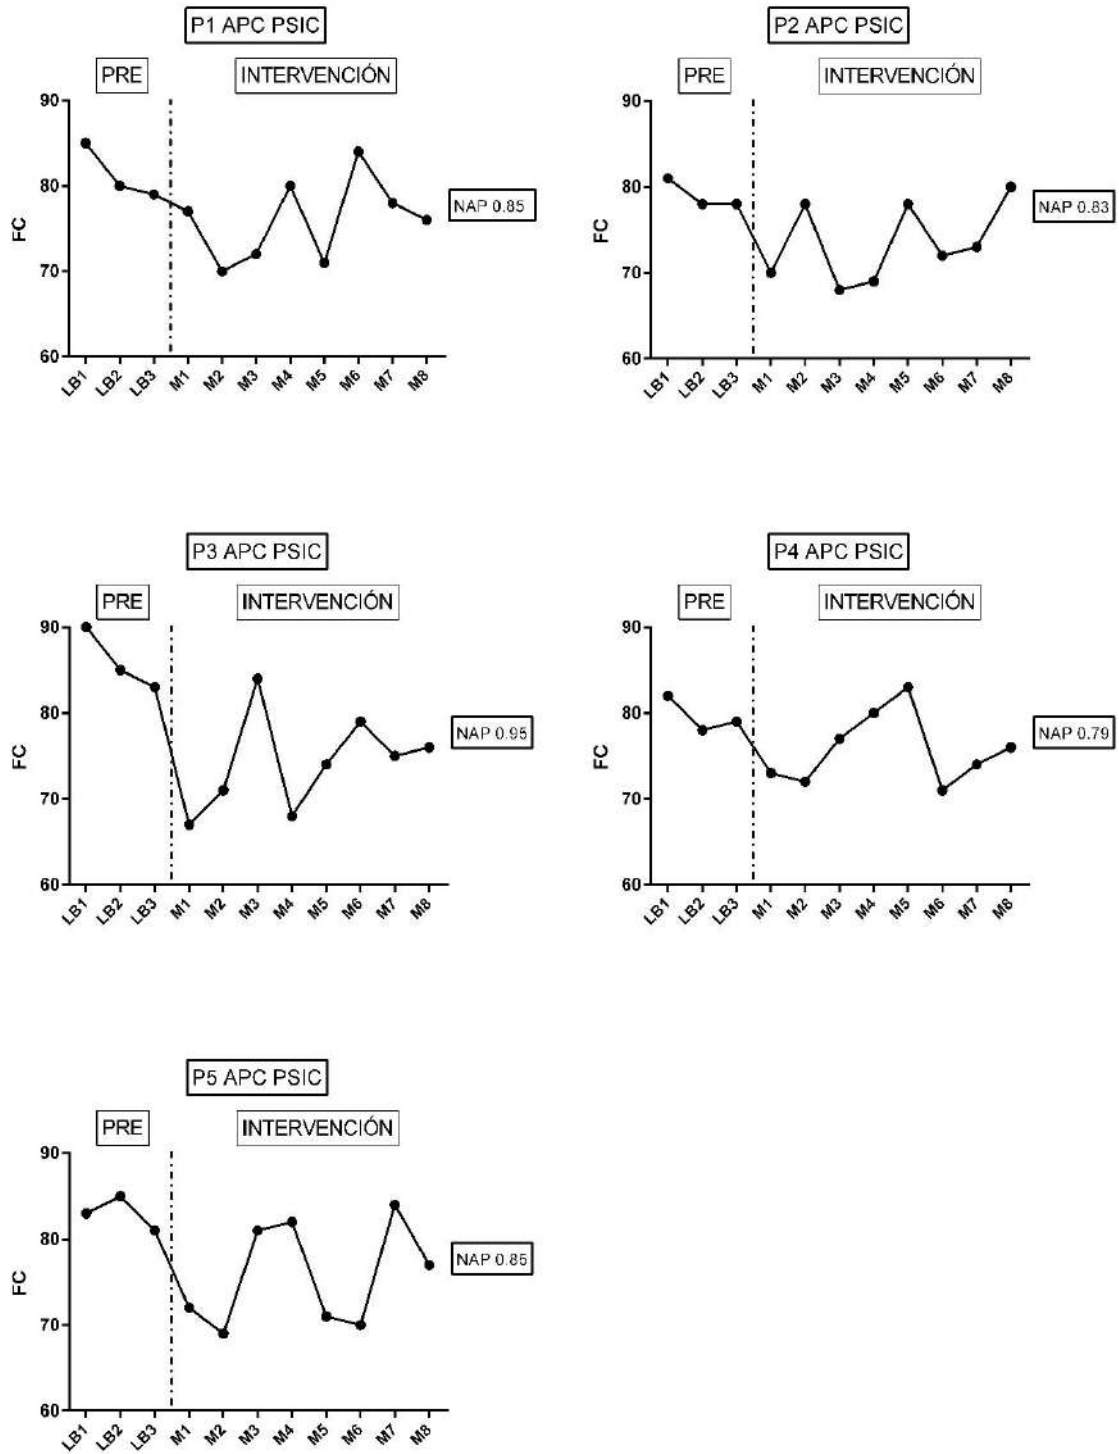 P1 APC PSIC
PRE INTERVENCIÓN
90
80
70
60
FC
LB1 LB2 LB3 M1 M2 M3 M4 M5 M6 M7 M8
NAP 0.85
P2 APC PSIC
PRE INTERVENCIÓN
90
80
70
60
FC
LB1 LB2 LB3 M1 M2 M3 M4 M5 M6 M7 M8
NAP 0.83
P3 APC PSIC
PRE INTERVENCIÓN
90
80
70
60
FC
LB1 LB2 LB3 M1 M2 M3 M4 M5 M6 M7 M8
NAP 0.95
P4 APC PSIC
PRE INTERVENCIÓN
90
80
70
60
FC
LB1 LB2 LB3 M1 M2 M3 M4 M5 M6 M7 M8
NAP 0.79
P5 APC PSIC
PRE INTERVENCIÓN
90
80
70
60
FC
LB1 LB2 LB3 M1 M2 M3 M4 M5 M6 M7 M8
NAP 0.85